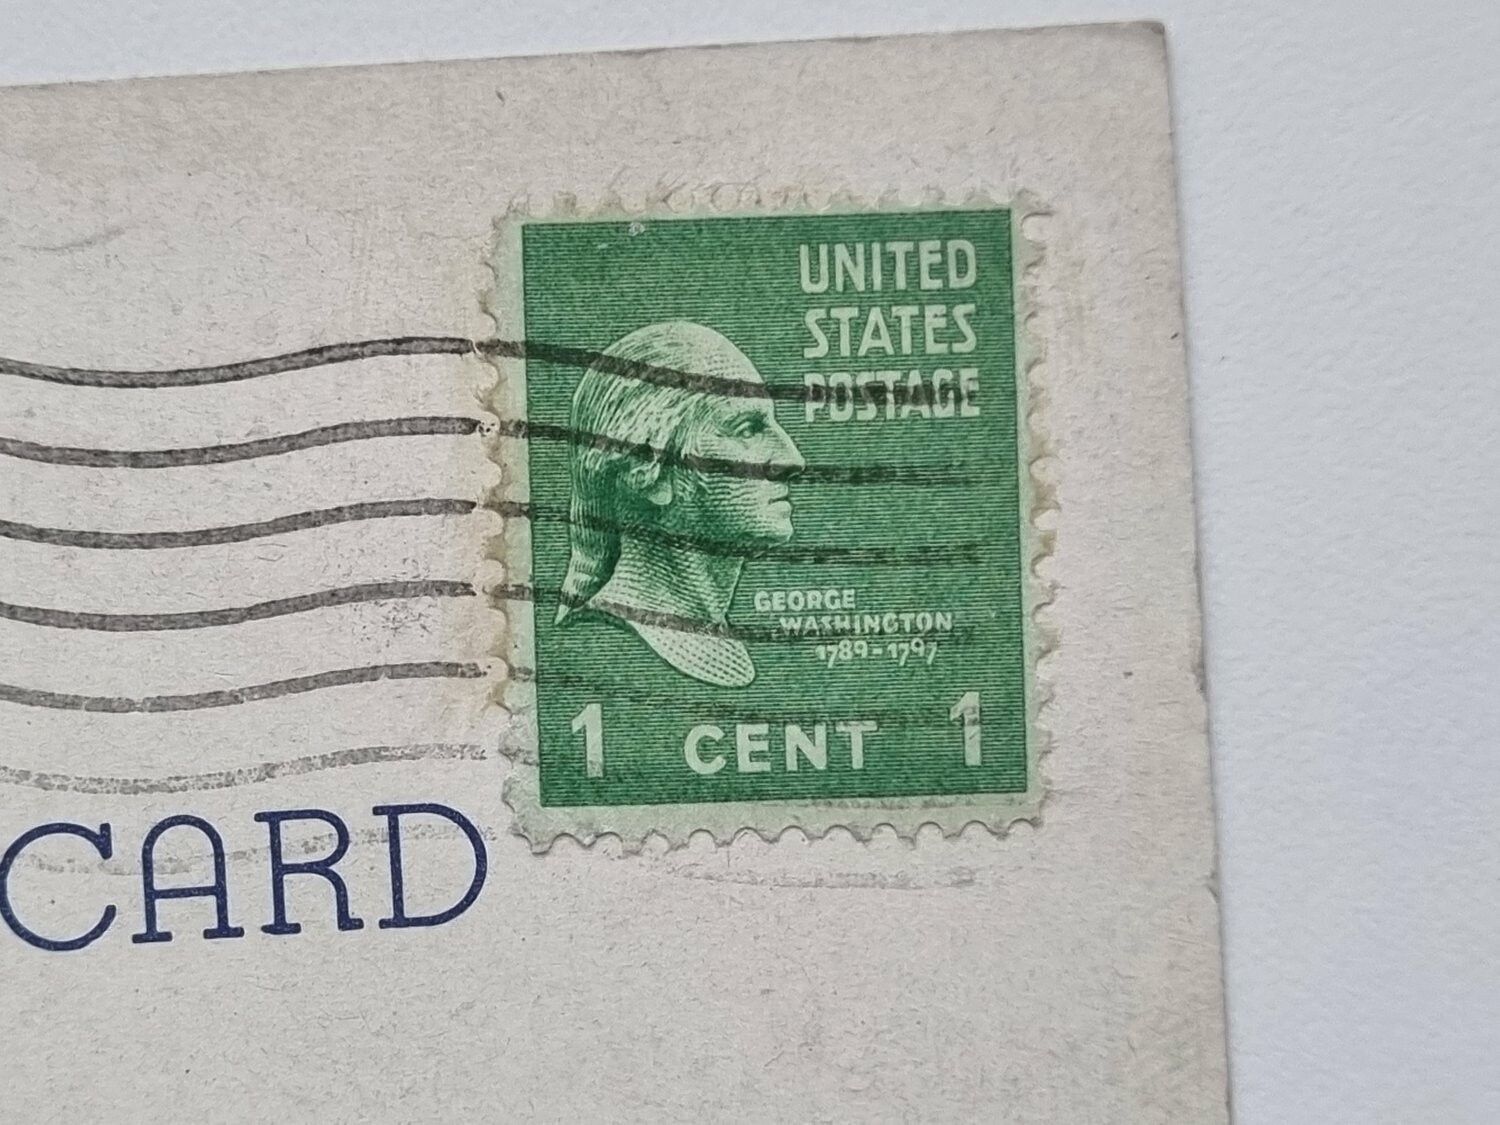 UNITED
STATES
POSTAGE
GEORGE
WASHINGTON
1789-1797
1 CENT 1
CARD